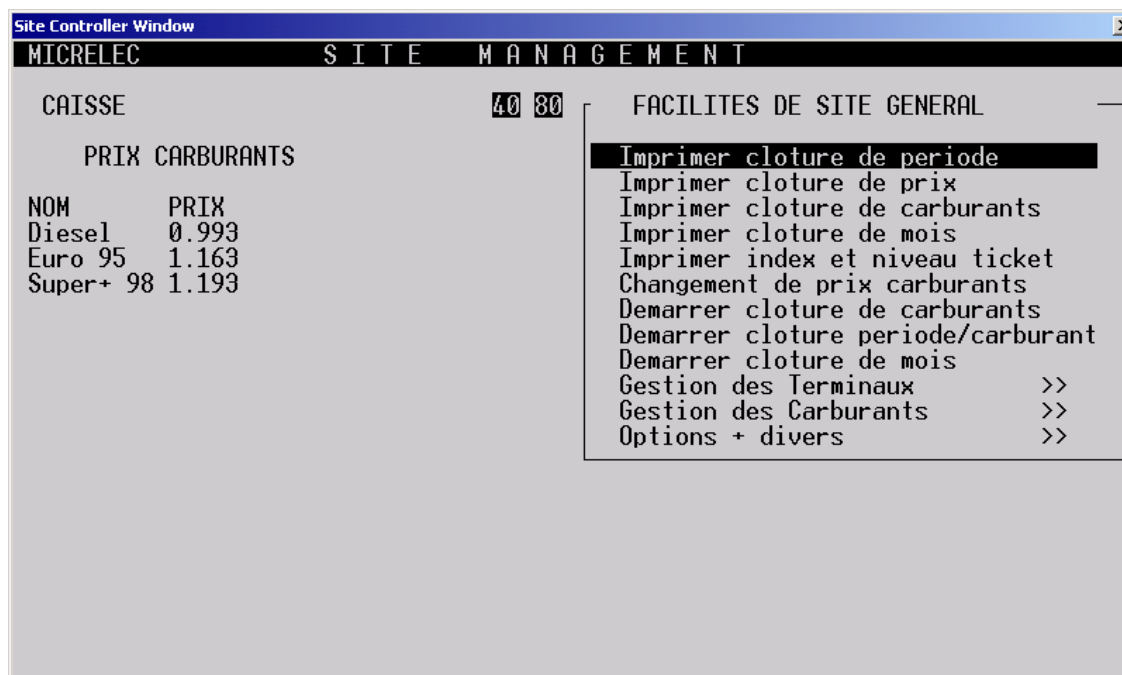 Site Controller Window
MICRELEC SITE MANAGEMENT
CAISSE
40 80
PRIX CARBURANTS
NOM PRIX
Diesel 0.993
Euro 95 1.163
Super+ 98 1.193
FACILITES DE SITE GENERAL
Imprimer cloture de periode
Imprimer cloture de prix
Imprimer cloture de carburants
Imprimer cloture de mois
Imprimer index et niveau ticket
Changement de prix carburants
Demarrer cloture de carburants
Demarrer cloture periode/carburant
Demarrer cloture de mois
Gestion des Terminaux >>
Gestion des Carburants >>
Options + divers >>